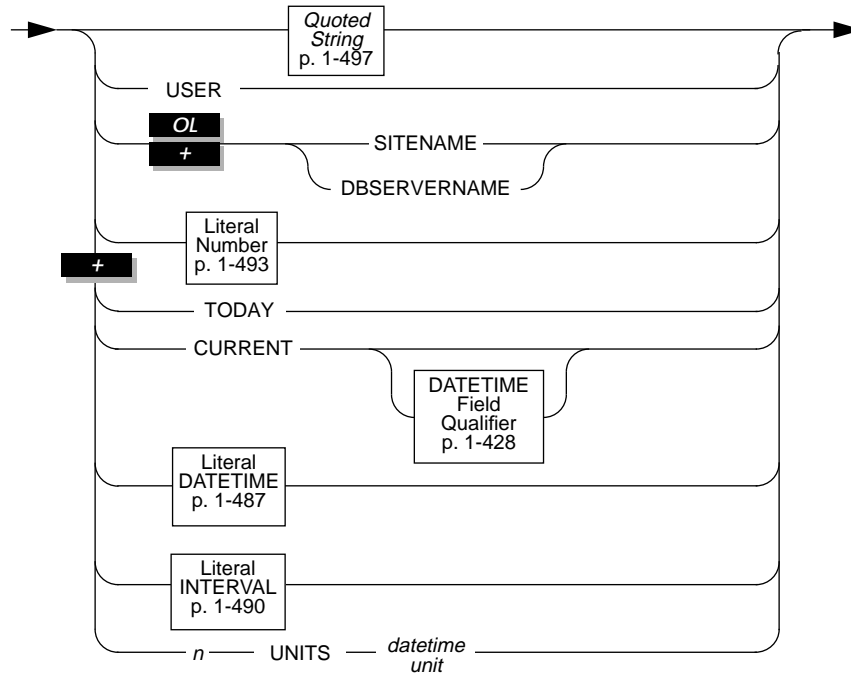 Quoted
String
p. 1-497
USER
OL
+
SITENAME
DBSERVERNAME
Literal
Number
p. 1-493
+
TODAY
CURRENT
DATETIME
Field
Qualifier
p. 1-428
Literal
DATETIME
p. 1-487
Literal
INTERVAL
p. 1-490
n UNITS datetime
unit